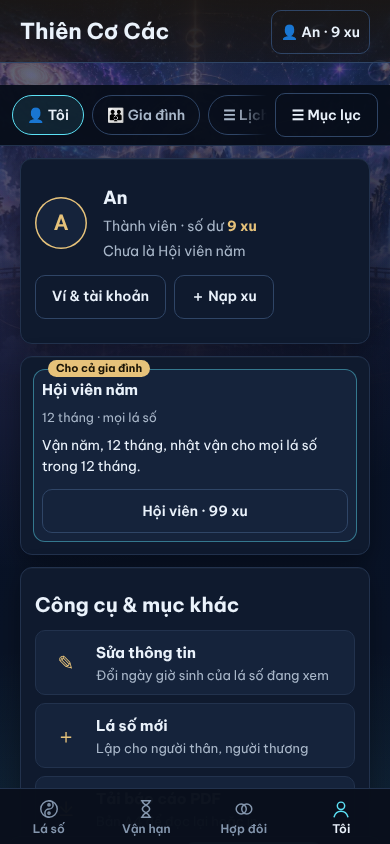 Thiên Cơ Các
An · 9 xu
Tôi
Gia đình
Lịch
Mục lục
A
An
Thành viên · số dư 9 xu
Chưa là Hội viên năm
Ví & tài khoản
+ Nạp xu
Cho cả gia đình
Hội viên năm
12 tháng · mọi lá số
Vận năm, 12 tháng, nhật vận cho mọi lá số
trong 12 tháng.
Hội viên · 99 xu
Công cụ & mục khác
Sửa thông tin
Đổi ngày giờ sinh của lá số đang xem
+ Lá số mới
Lập cho người thân, người thương
Tải báo cáo PDF
Lá số
Vận hạn
Hợp đôi
Tôi